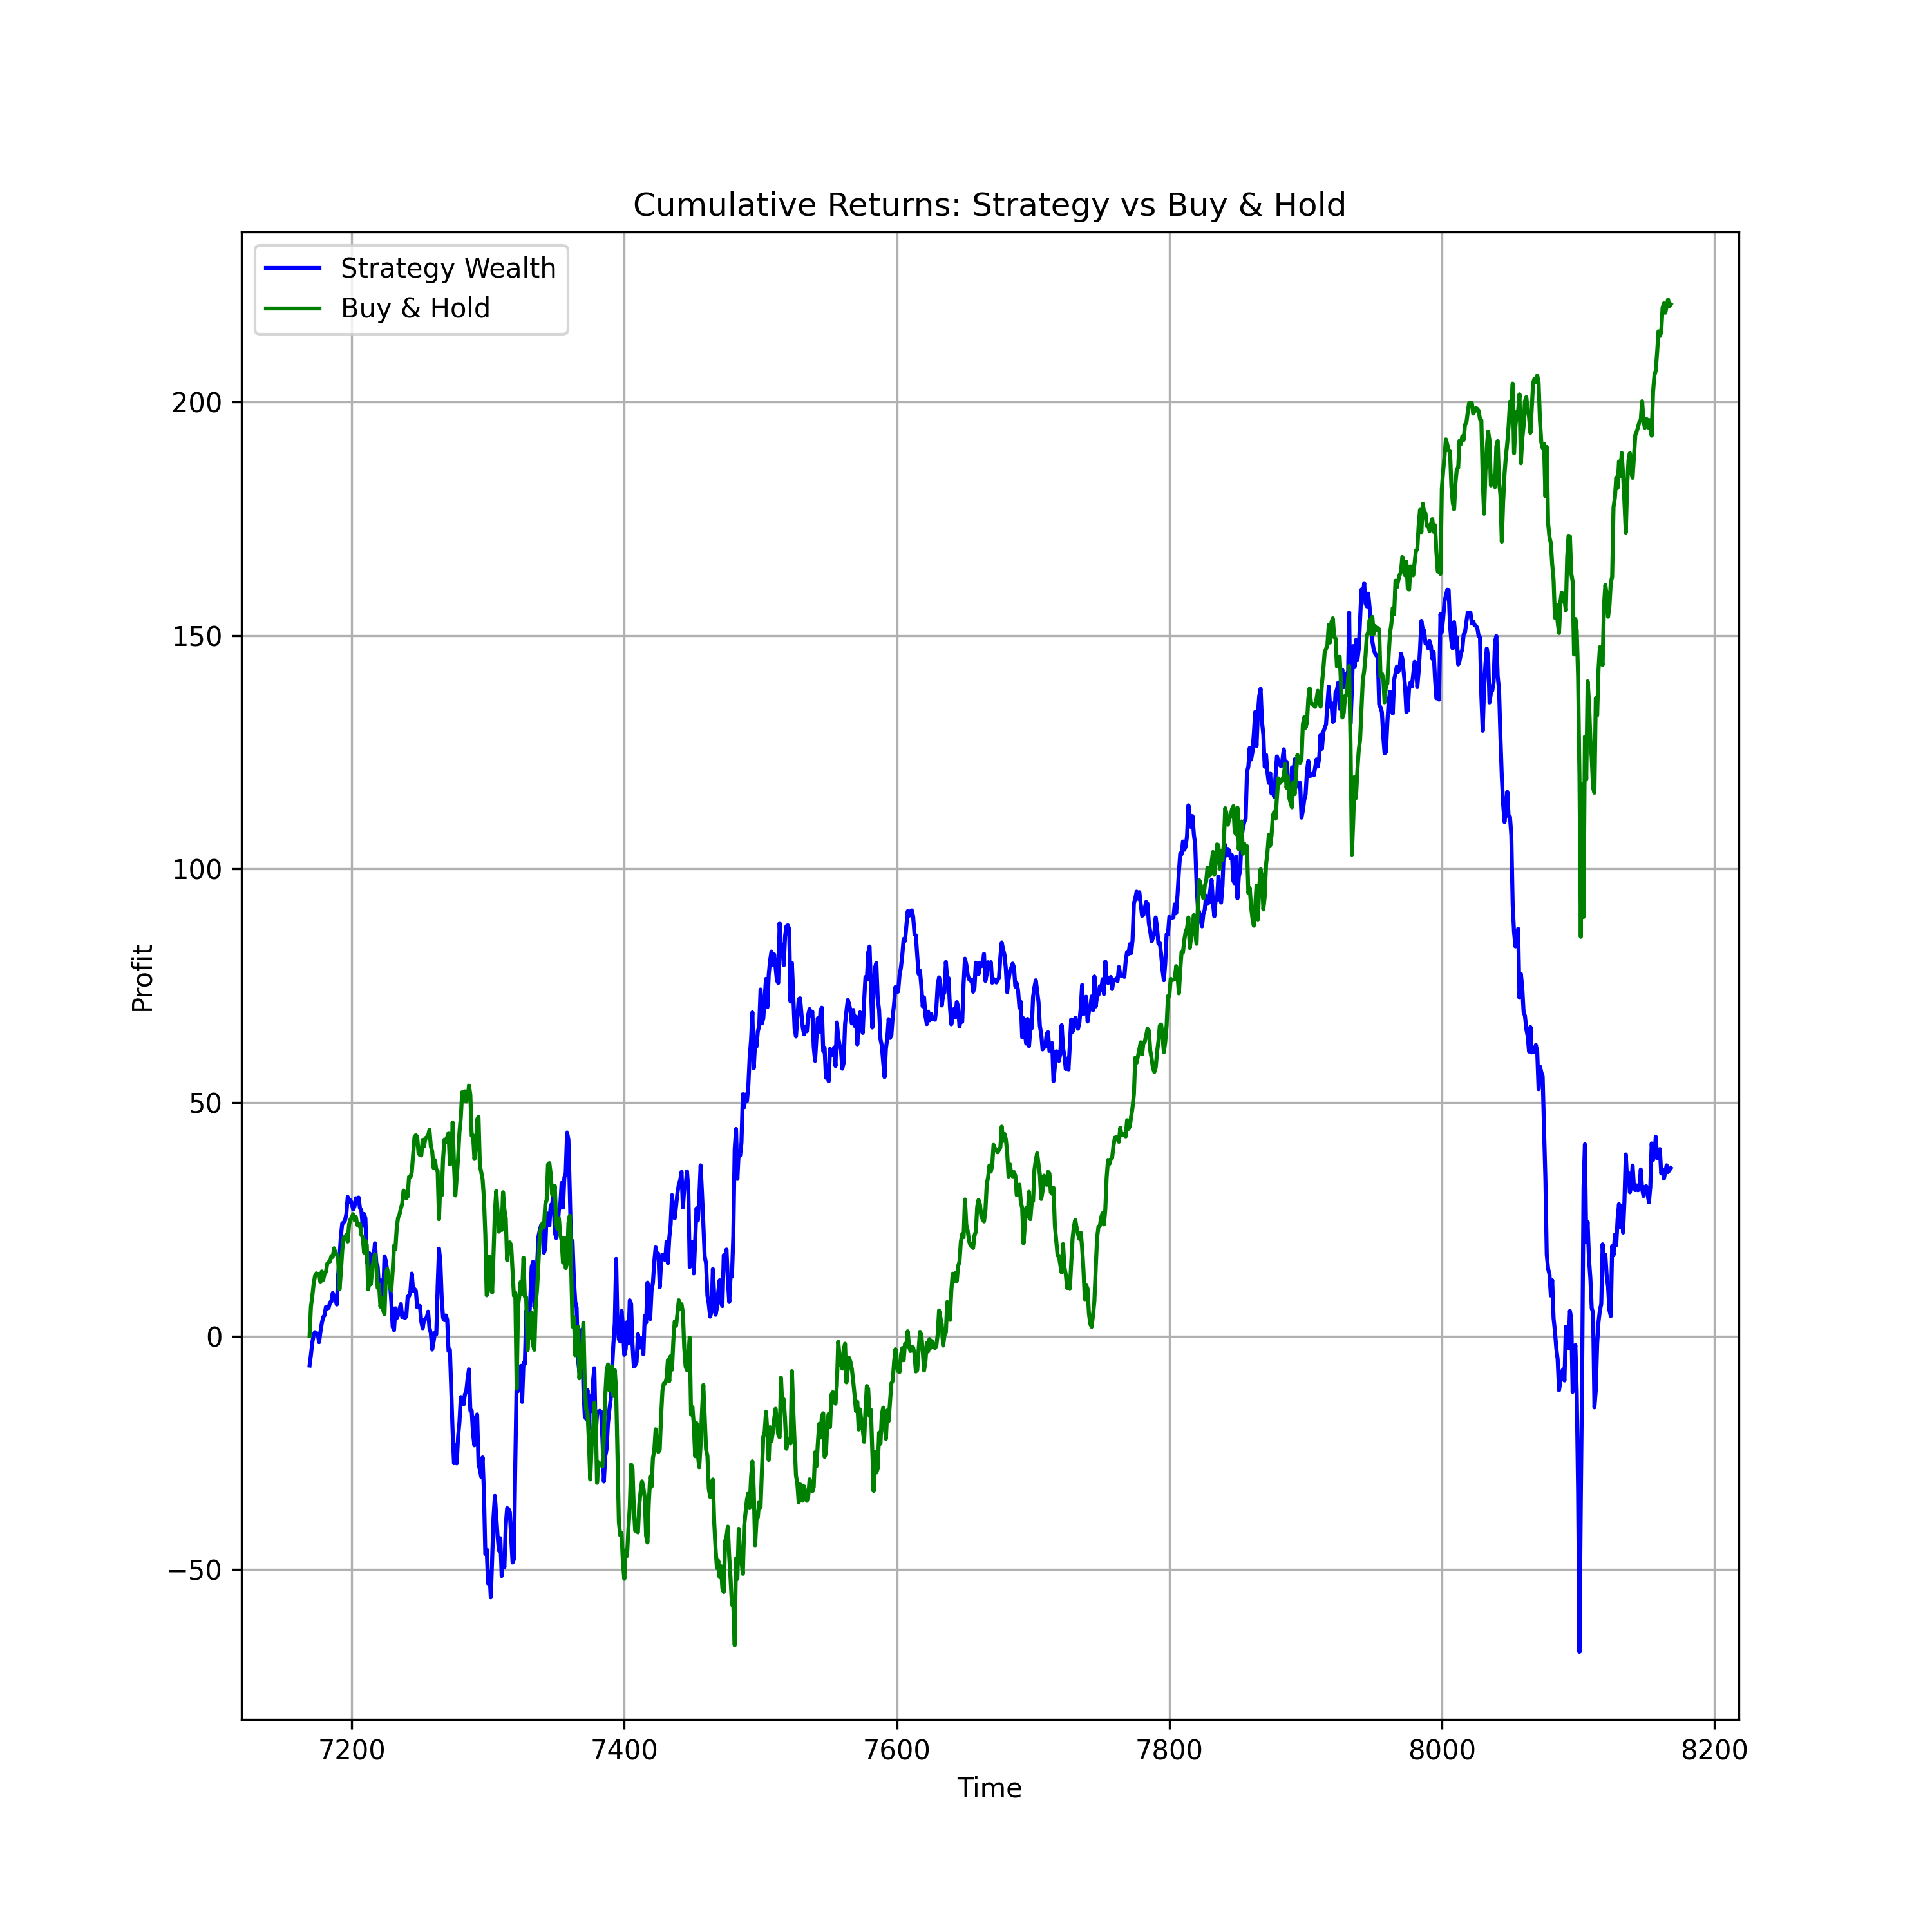 Cumulative Returns: Strategy vs Buy & Hold
Strategy Wealth
Buy & Hold
200
150
100
50
0
−50
Profit
7200 7400 7600 7800 8000 8200
Time